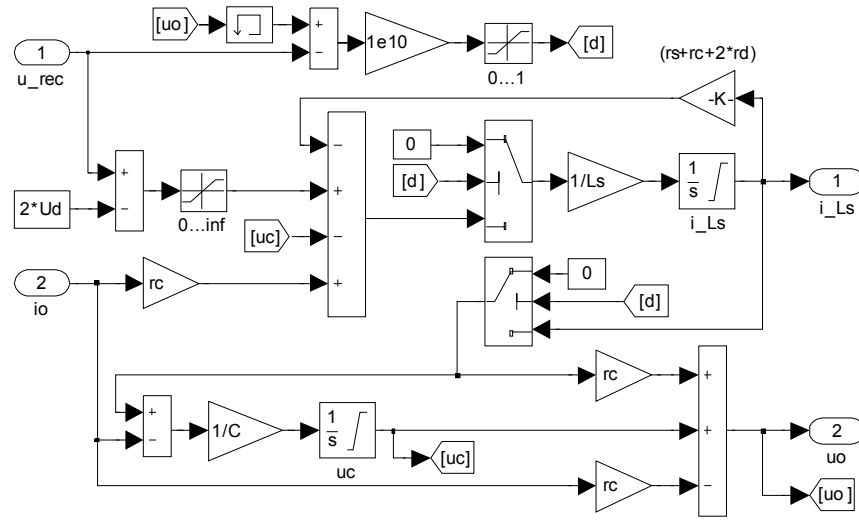 [uo]
+
−
1e10
0...1
[d]
1
u_rec
(rs+rc+2*rd)
-K-
−
+
−
+
0
[d]
1/Ls
1
s
i_Ls
1
i_Ls
+
−
2*Ud
0...inf
[uc]
2
io
rc
0
[d]
+
−
1/C
1
s
uc
[uc]
rc
rc
+
+
−
2
uo
[uo]